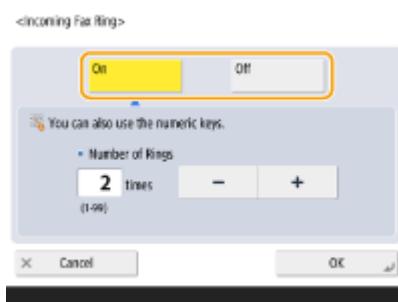 <Incoming Fax Ring>
On Off
You can also use the numeric keys.
Number of Rings
2 times − +
(1-99)
× Cancel OK